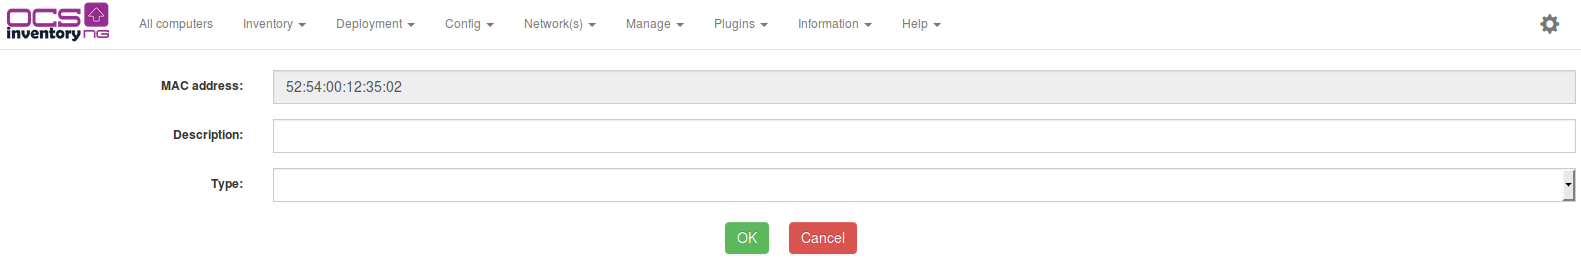 OCS
inventory NG
All computers Inventory Deployment Config Network(s) Manage Plugins Information Help
MAC address: 52:54:00:12:35:02
Description:
Type:
OK Cancel